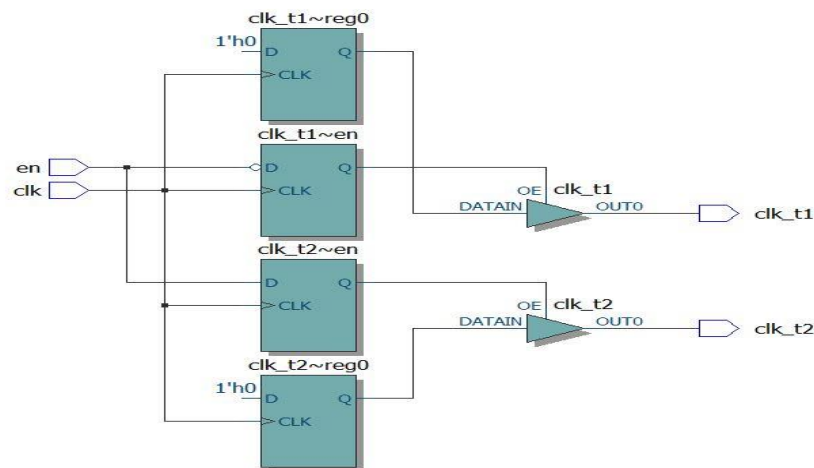 clk_t1~reg0
1'h0
D Q
CLK
clk_t1~en
en
D Q
clk
CLK
OE clk_t1
DATAIN OUT0 clk_t1
clk_t2~en
D Q
CLK
OE clk_t2
DATAIN OUT0 clk_t2
clk_t2~reg0
1'h0
D Q
CLK